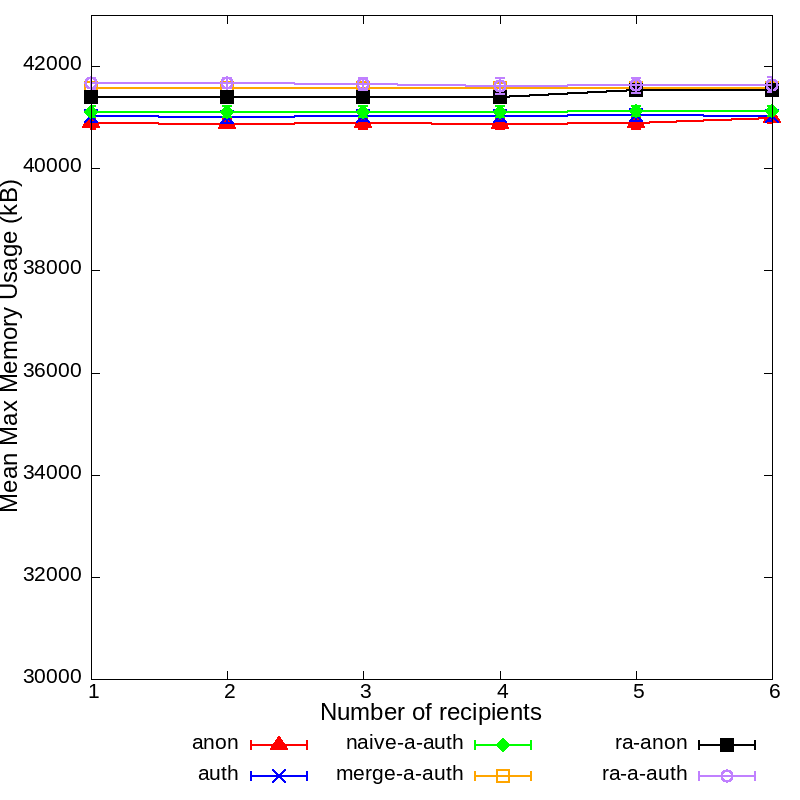 Mean Max Memory Usage (kB)
42000
40000
38000
36000
34000
32000
30000
1 2 3 4 5 6
Number of recipients
anon naive-a-auth ra-anon
auth merge-a-auth ra-a-auth